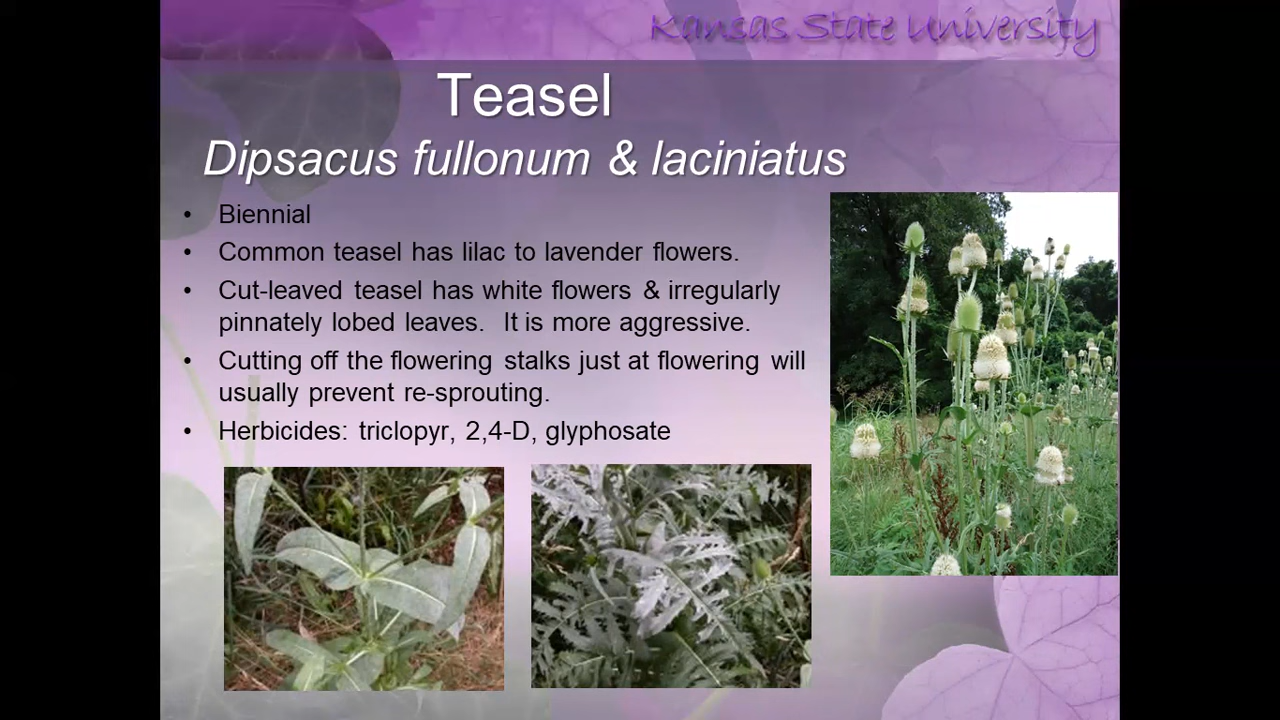 Kansas State University
Teasel
Dipsacus fullonum & laciniatus
• Biennial
• Common teasel has lilac to lavender flowers.
• Cut-leaved teasel has white flowers & irregularly
pinnately lobed leaves. It is more aggressive.
• Cutting off the flowering stalks just at flowering will
usually prevent re-sprouting.
• Herbicides: triclopyr, 2,4-D, glyphosate